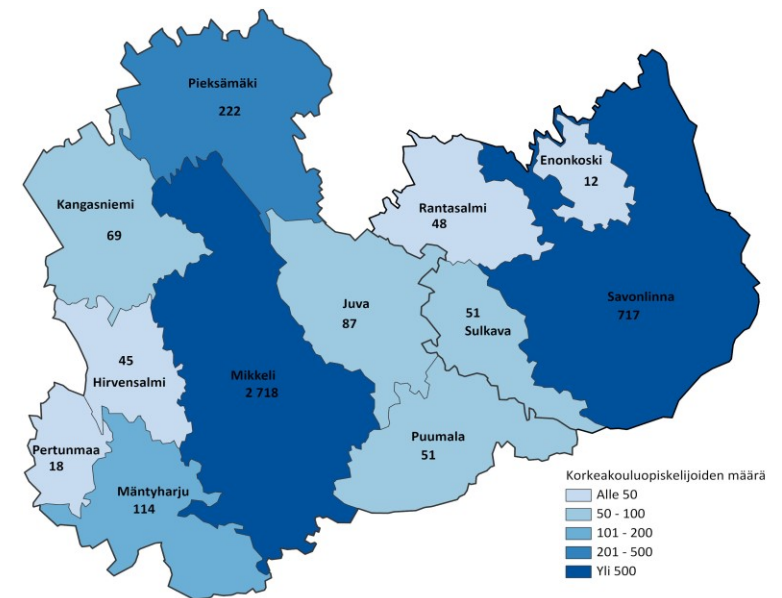 Pieksämäki
222
Enonkoski
12
Kangasniemi
69
Rantasalmi
48
Savonlinna
717
Juva
87
51
Sulkava
45
Hirvensalmi
Mikkeli
2 718
Pertunmaa
18
Puumala
51
Mäntyharju
114
Korkeakouluopiskelijoiden määrä
Alle 50
50 - 100
101 - 200
201 - 500
Yli 500